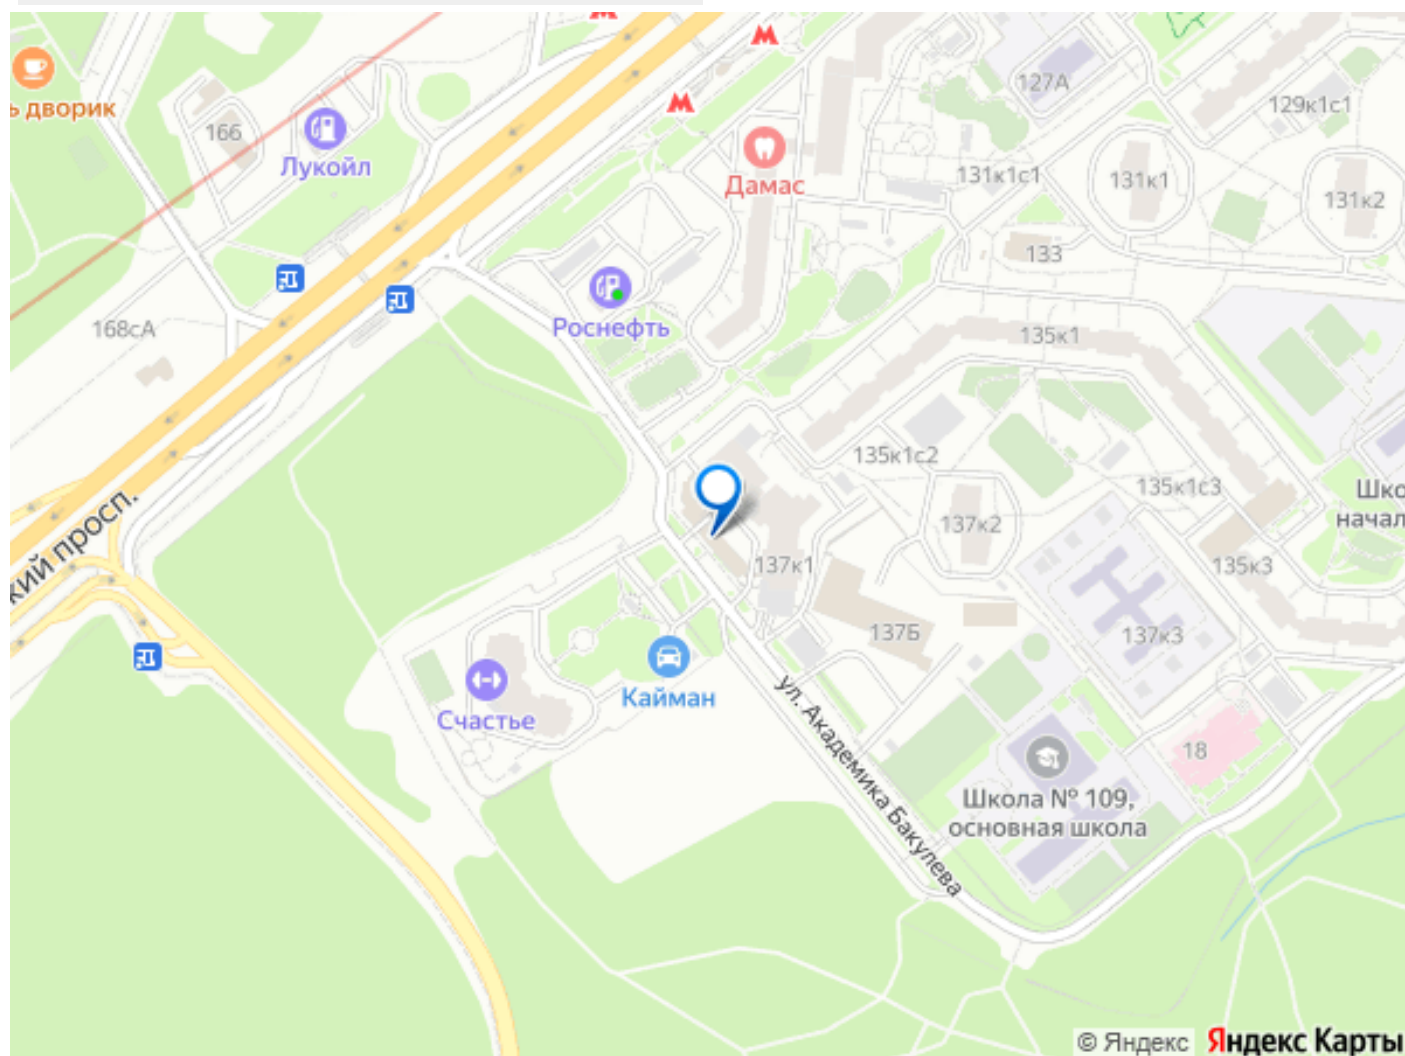 ь дворик
166
Лукойл
Дамас
127А
129к1с1
131к1с1
131к1
131к2
133
168сА
Роснефть
135к1
135к1с2
135к1с3
Шко
начал
кий просп.
137к2
137к1
135к3
137Б
137к3
Кайман
Счастье
ул. Академика Бакулева
18
Школа № 109,
основная школа
© Яндекс Яндекс Карты